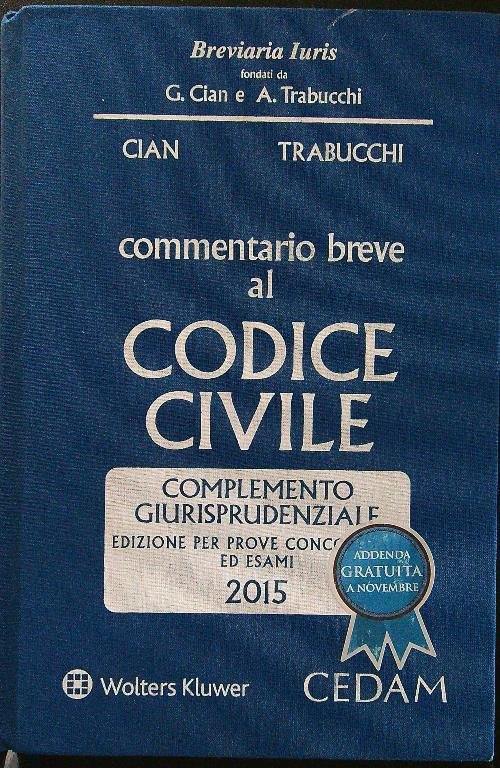 Breviaria Iuris
fondati da
G. Cian e A. Trabucchi
CIAN TRABUCCHI
commentario breve
al
CODICE
CIVILE
COMPLEMENTO
GIURISPRUDENZIALE
EDIZIONE PER PROVE CONC
ED ESAMI
2015
ADDENDA
GRATUITA
A NOVEMBRE
Wolters Kluwer
CEDAM